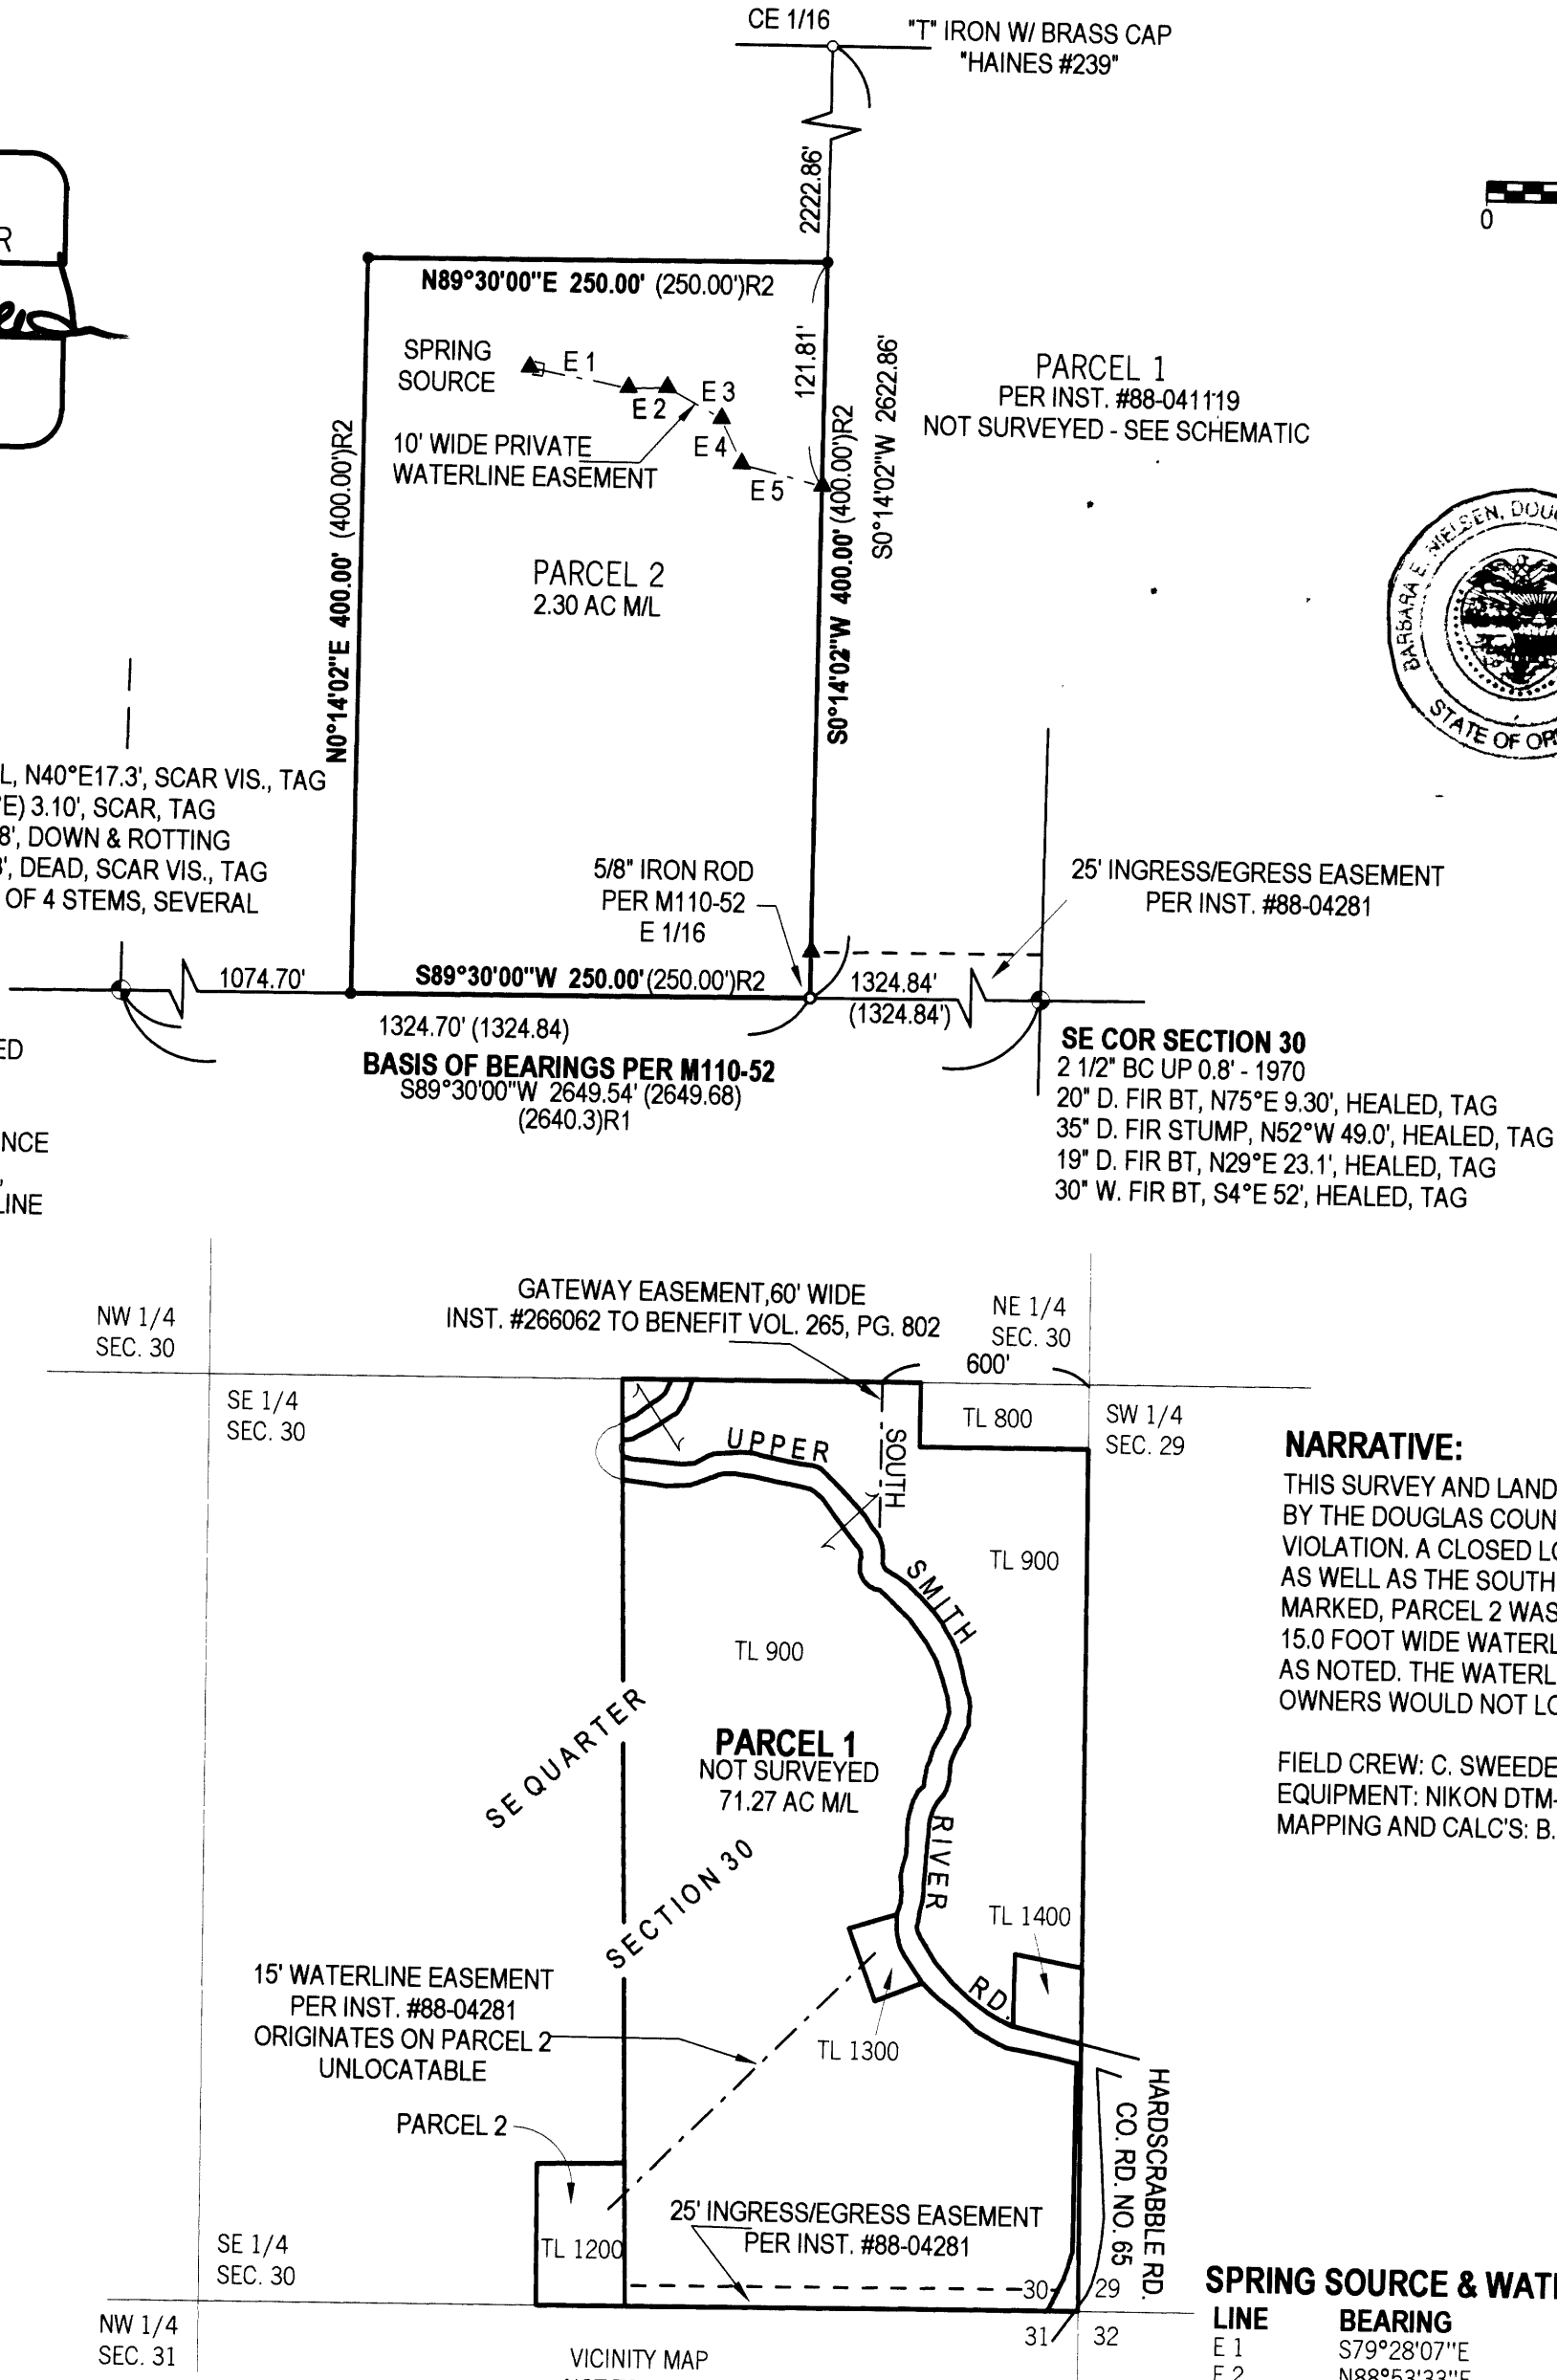 CE 1/16
"T" IRON W/ BRASS CAP
"HAINES #239"
2222.86'
R
0
N89°30'00"E 250.00' (250.00')R2
SPRING
SOURCE
E 1
E 2
E 3
E 4
E 5
10' WIDE PRIVATE
WATERLINE EASEMENT
121.81'
S0°14'02"W 400.00' (400.00')R2
S0°14'02"W 2622.86'
N0°14'02"E 400.00' (400.00')R2
PARCEL 1
PER INST. #88-041119
NOT SURVEYED - SEE SCHEMATIC
PARCEL 2
2.30 AC M/L
BARBARA E. NIELSEN, DOUG
STATE OF ORE
L, N40°E17.3', SCAR VIS., TAG
°E) 3.10', SCAR, TAG
8', DOWN & ROTTING
3', DEAD, SCAR VIS., TAG
OF 4 STEMS, SEVERAL
5/8" IRON ROD
PER M110-52
E 1/16
25' INGRESS/EGRESS EASEMENT
PER INST. #88-04281
1074.70'
S89°30'00"W 250.00'(250.00')R2
1324.84'
(1324.84')
1324.70' (1324.84)
BASIS OF BEARINGS PER M110-52
S89°30'00"W 2649.54' (2649.68)
(2640.3)R1
ED
NCE
,
LINE
SE COR SECTION 30
2 1/2" BC UP 0.8' - 1970
20" D. FIR BT, N75°E 9.30', HEALED, TAG
35" D. FIR STUMP, N52°W 49.0', HEALED, TAG
19" D. FIR BT, N29°E 23.1', HEALED, TAG
30" W. FIR BT, S4°E 52', HEALED, TAG
NW 1/4
SEC. 30
GATEWAY EASEMENT,60' WIDE
INST. #266062 TO BENEFIT VOL. 265, PG. 802
NE 1/4
SEC. 30
600'
SE 1/4
SEC. 30
TL 800
SW 1/4
SEC. 29
UPPER
SOUTH
SMITH
RIVER
RD.
TL 900
TL 900
SE QUARTER
SECTION 30
PARCEL 1
NOT SURVEYED
71.27 AC M/L
TL 1400
TL 1300
15' WATERLINE EASEMENT
PER INST. #88-04281
ORIGINATES ON PARCEL 2
UNLOCATABLE
PARCEL 2
TL 1200
25' INGRESS/EGRESS EASEMENT
PER INST. #88-04281
HARDSCRABBLE RD.
CO. RD. NO. 65
SE 1/4
SEC. 30
30
29
31
32
NW 1/4
SEC. 31
VICINITY MAP
NARRATIVE:
THIS SURVEY AND LAND
BY THE DOUGLAS COUN
VIOLATION. A CLOSED LO
AS WELL AS THE SOUTH
MARKED, PARCEL 2 WAS
15.0 FOOT WIDE WATERL
AS NOTED. THE WATERL
OWNERS WOULD NOT LO
FIELD CREW: C. SWEEDE
EQUIPMENT: NIKON DTM-
MAPPING AND CALC'S: B.
SPRING SOURCE & WATE
LINE BEARING
E 1 S79°28'07"E
E 2 N88°53'33"E